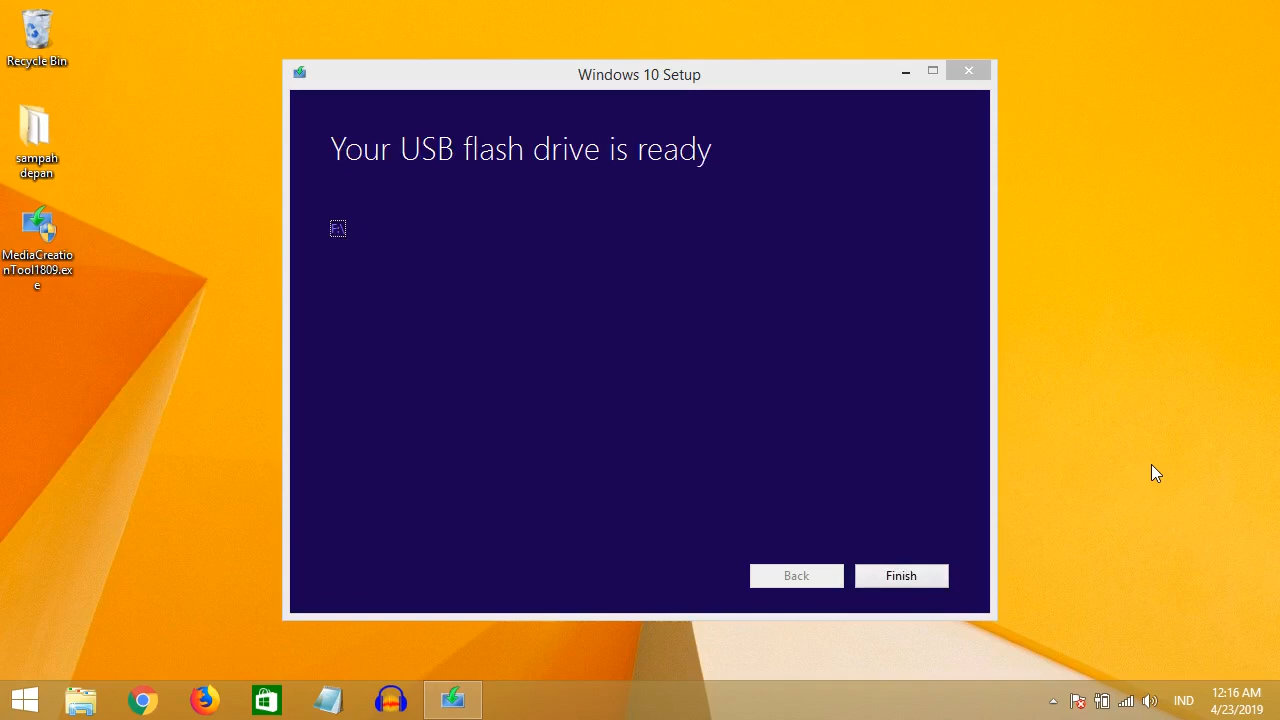 Recycle Bin
sampah
depan
MediaCreatio
nTool1809.ex
e
Windows 10 Setup
Your USB flash drive is ready
F:\
Back
Finish
IND
12:16 AM
4/23/2019